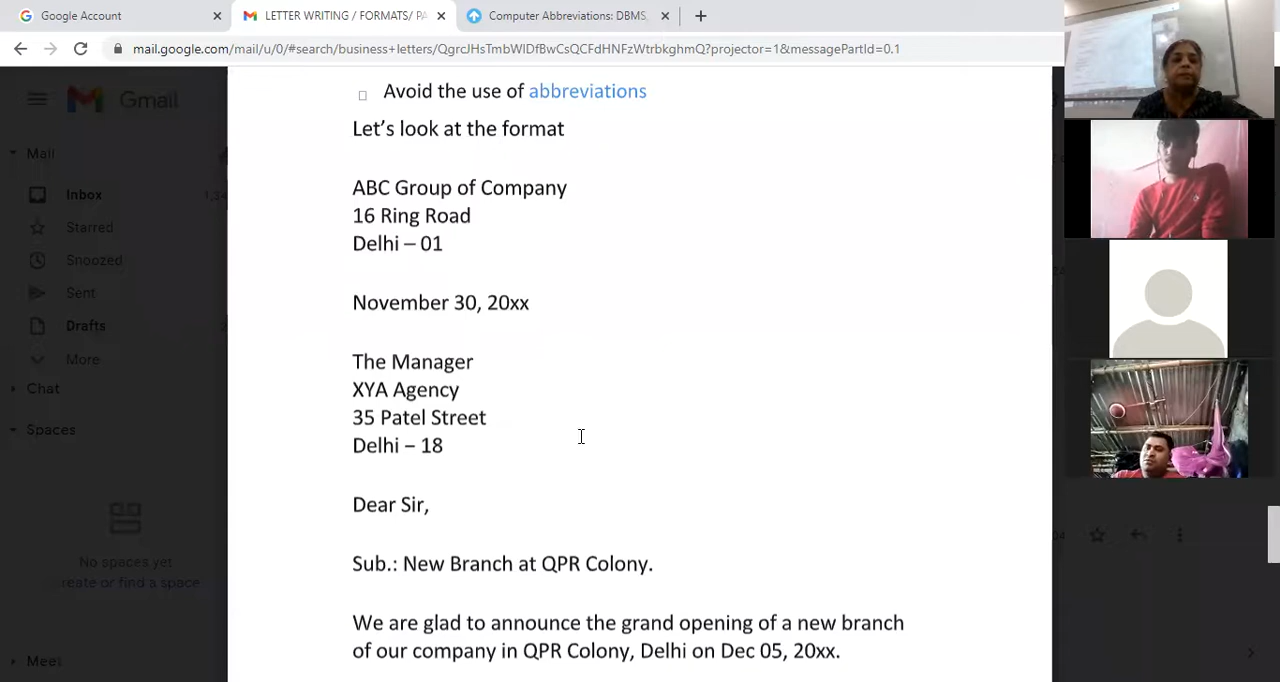 Google Account
LETTER WRITING / FORMATS/ PA
Computer Abbreviations: DBMS,
mail.google.com/mail/u/0/#search/business+letters/QgrcJHsTmbWlDfBwCsQCFdHNFzWtrbkghmQ?projector=1&messagePartId=0.1
Gmail
Mail
Inbox
Starred
Snoozed
Sent
Drafts
More
Chat
Spaces
No spaces yet
reate or find a space
Meet
Avoid the use of abbreviations
Let’s look at the format
ABC Group of Company
16 Ring Road
Delhi – 01
November 30, 20xx
The Manager
XYA Agency
35 Patel Street
Delhi – 18
Dear Sir,
Sub.: New Branch at QPR Colony.
We are glad to announce the grand opening of a new branch
of our company in QPR Colony, Delhi on Dec 05, 20xx.